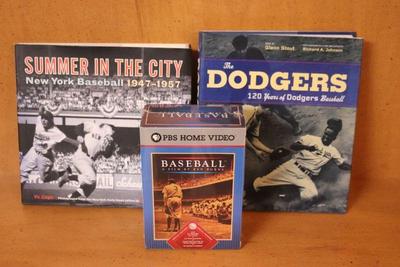 SUMMER IN THE CITY
New York Baseball 1947-1957
Vic Ziegel
The
DODGERS
120 Years of Dodgers Baseball
Glenn Stout
Richard A. Johnson
BASEBALL
PBS HOME VIDEO
BASEBALL
A FILM BY KEN BURNS